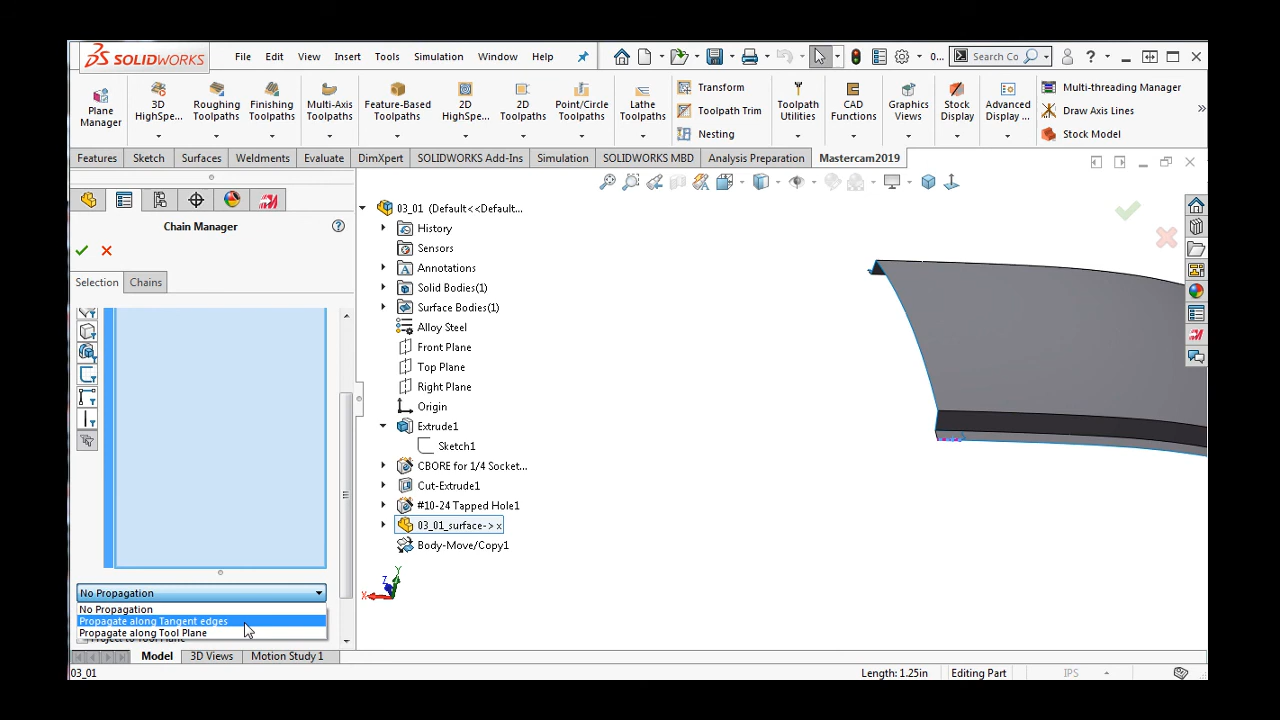 SOLIDWORKS
File Edit View Insert Tools Simulation Window Help
0...
Search Co
Plane Manager
3D HighSpe...
Roughing Toolpaths
Finishing Toolpaths
Multi-Axis Toolpaths
Feature-Based Toolpaths
2D HighSpe...
2D Toolpaths
Point/Circle Toolpaths
Lathe Toolpaths
Transform
Toolpath Trim
Nesting
Toolpath Utilities
CAD Functions
Graphics Views
Stock Display
Advanced Display ...
Multi-threading Manager
Draw Axis Lines
Stock Model
Features Sketch Surfaces Weldments Evaluate DimXpert SOLIDWORKS Add-Ins Simulation SOLIDWORKS MBD Analysis Preparation Mastercam2019
Chain Manager
Selection Chains
No Propagation
No Propagation
Propagate along Tangent edges
Propagate along Tool Plane
03_01 (Default<<Default...
History
Sensors
Annotations
Solid Bodies(1)
Surface Bodies(1)
Alloy Steel
Front Plane
Top Plane
Right Plane
Origin
Extrude1
Sketch1
CBORE for 1/4 Socket...
Cut-Extrude1
#10-24 Tapped Hole1
03_01_surface-> x
Body-Move/Copy1
Y
Z
X
Model 3D Views Motion Study 1
03_01
Length: 1.25in
Editing Part
IPS